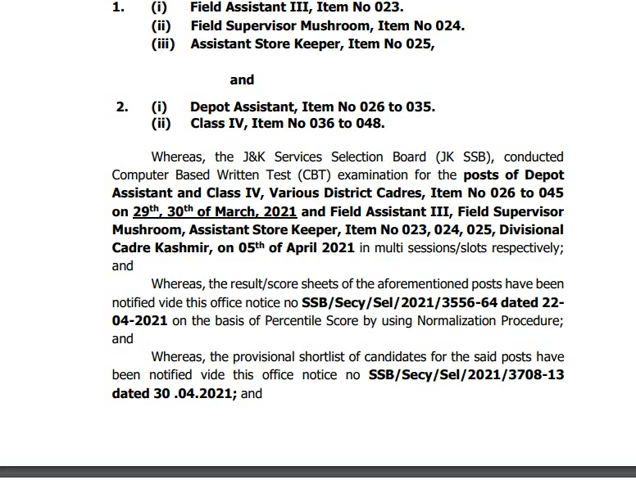 1. (i) Field Assistant III, Item No 023.
(ii) Field Supervisor Mushroom, Item No 024.
(iii) Assistant Store Keeper, Item No 025,
and
2. (i) Depot Assistant, Item No 026 to 035.
(ii) Class IV, Item No 036 to 048.
Whereas, the J&K Services Selection Board (JK SSB), conducted
Computer Based Written Test (CBT) examination for the posts of Depot
Assistant and Class IV, Various District Cadres, Item No 026 to 045
on 29th, 30th of March, 2021 and Field Assistant III, Field Supervisor
Mushroom, Assistant Store Keeper, Item No 023, 024, 025, Divisional
Cadre Kashmir, on 05th of April 2021 in multi sessions/slots respectively;
and
Whereas, the result/score sheets of the aforementioned posts have been
notified vide this office notice no SSB/Secy/Sel/2021/3556-64 dated 22-
04-2021 on the basis of Percentile Score by using Normalization Procedure;
and
Whereas, the provisional shortlist of candidates for the said posts have
been notified vide this office notice no SSB/Secy/Sel/2021/3708-13
dated 30 .04.2021; and